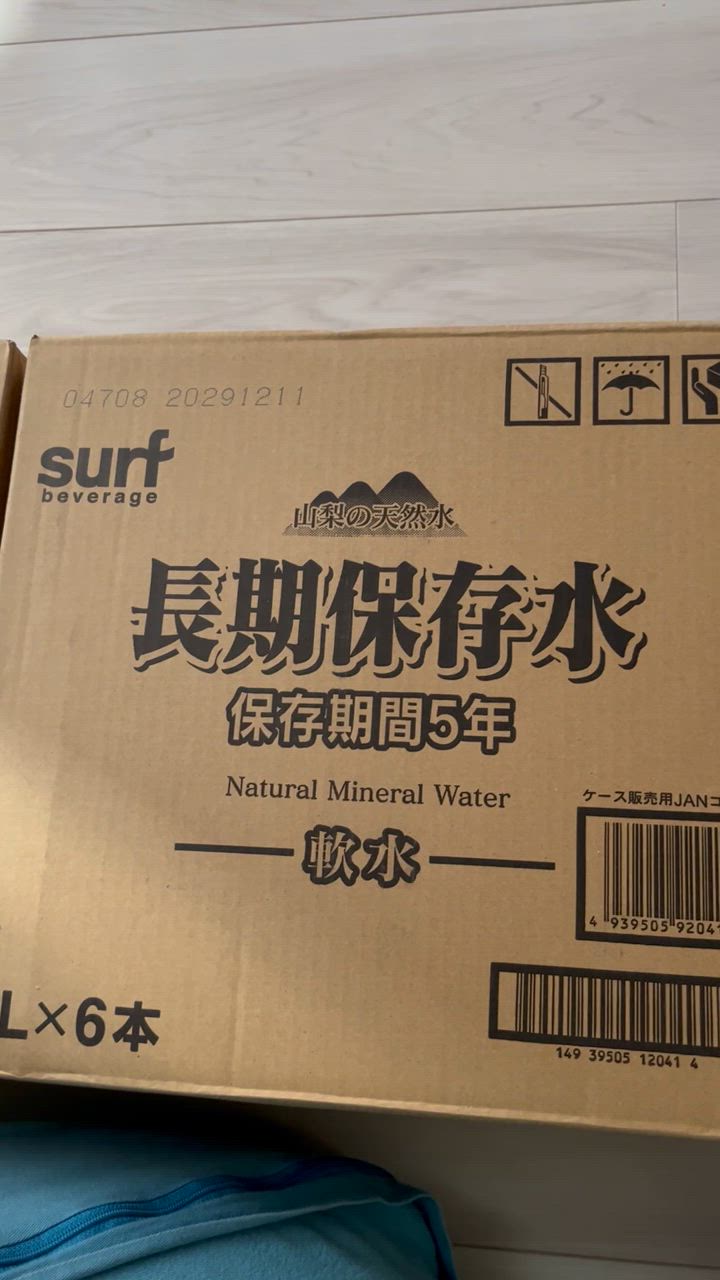 04708 20291211
surf
beverage
山梨の天然水
長期保存水
保存期間5年
Natural Mineral Water
軟水
ケース販売用JANコ
4 939505 9204
L×6本
149 39505 12041 4